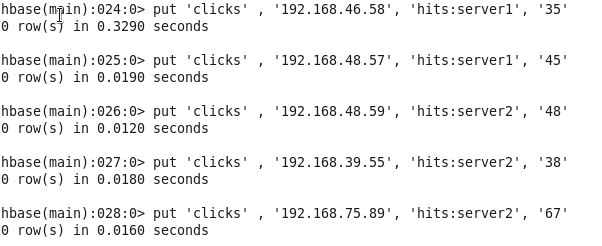 hbase(main):024:0> put 'clicks' , '192.168.46.58', 'hits:server1', '35'
0 row(s) in 0.3290 seconds
hbase(main):025:0> put 'clicks' , '192.168.48.57', 'hits:server1', '45'
0 row(s) in 0.0190 seconds
hbase(main):026:0> put 'clicks' , '192.168.48.59', 'hits:server2', '48'
0 row(s) in 0.0120 seconds
hbase(main):027:0> put 'clicks' , '192.168.39.55', 'hits:server2', '38'
0 row(s) in 0.0180 seconds
hbase(main):028:0> put 'clicks' , '192.168.75.89', 'hits:server2', '67'
0 row(s) in 0.0160 seconds